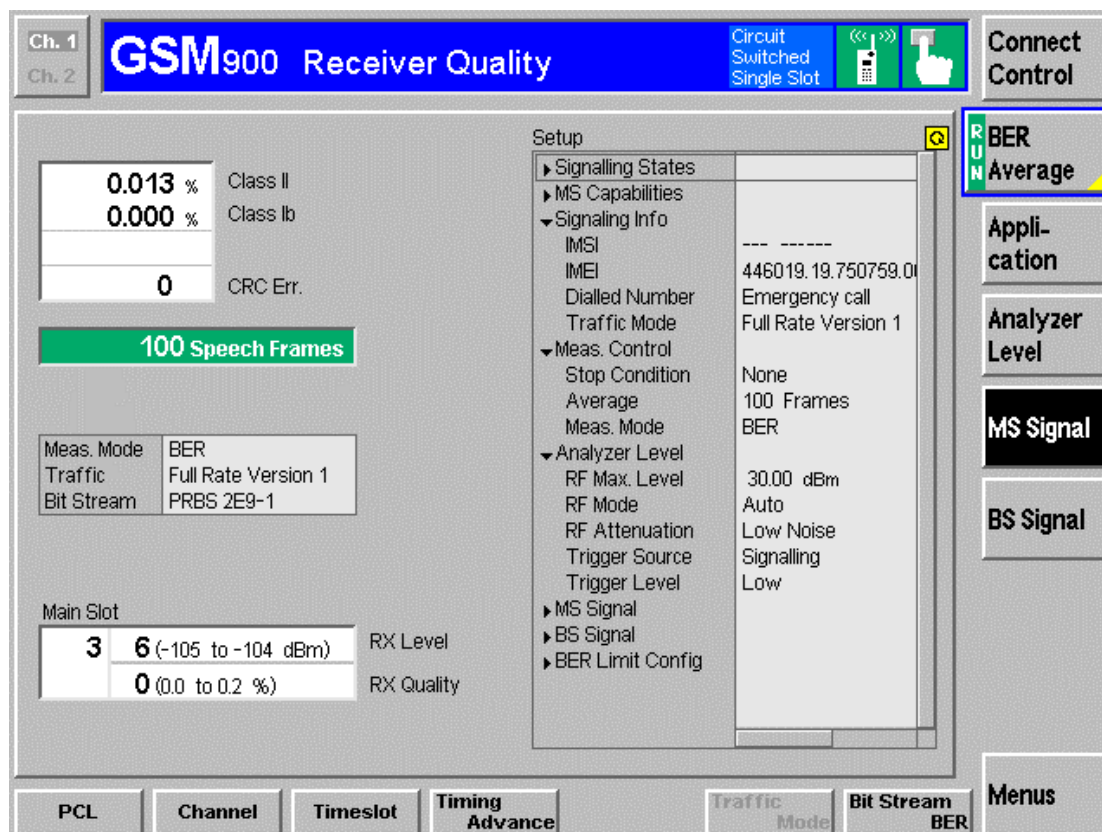 Ch. 1
Ch. 2
GSM900 Receiver Quality
Circuit
Switched
Single Slot
Connect
Control
RUN
BER
Average
Appli-
cation
Analyzer
Level
MS Signal
BS Signal
Menus
0.013 % Class II
0.000 % Class Ib
0 CRC Err.
100 Speech Frames
Meas. Mode BER
Traffic Full Rate Version 1
Bit Stream PRBS 2E9-1
Main Slot
3 6 (-105 to -104 dBm) RX Level
0 (0.0 to 0.2 %) RX Quality
Setup
Signalling States
MS Capabilities
Signaling Info
IMSI --- ------
IMEI 446019.19.750759.0
Dialled Number Emergency call
Traffic Mode Full Rate Version 1
Meas. Control
Stop Condition None
Average 100 Frames
Meas. Mode BER
Analyzer Level
RF Max. Level 30.00 dBm
RF Mode Auto
RF Attenuation Low Noise
Trigger Source Signalling
Trigger Level Low
MS Signal
BS Signal
BER Limit Config
PCL
Channel
Timeslot
Timing
Advance
Traffic
Mode
Bit Stream
BER